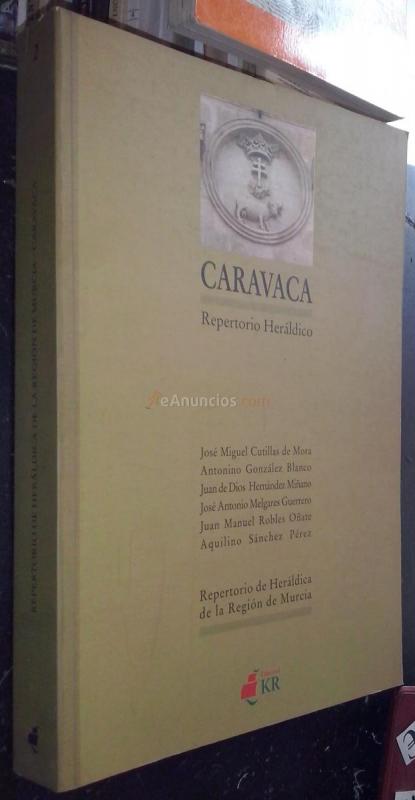 CARAVACA
Repertorio Heráldico
eAnuncios.com
José Miguel Cutillas de Mora
Antonino González Blanco
Juan de Dios Hernández Miñano
José Antonio Melgares Guerrero
Juan Manuel Robles Oñate
Aquilino Sánchez Pérez
Repertorio de Heráldica
de la Región de Murcia
Editorial
KR
2
REPERTORIO DE HERÁLDICA DE LA REGIÓN DE MURCIA - CARAVACA